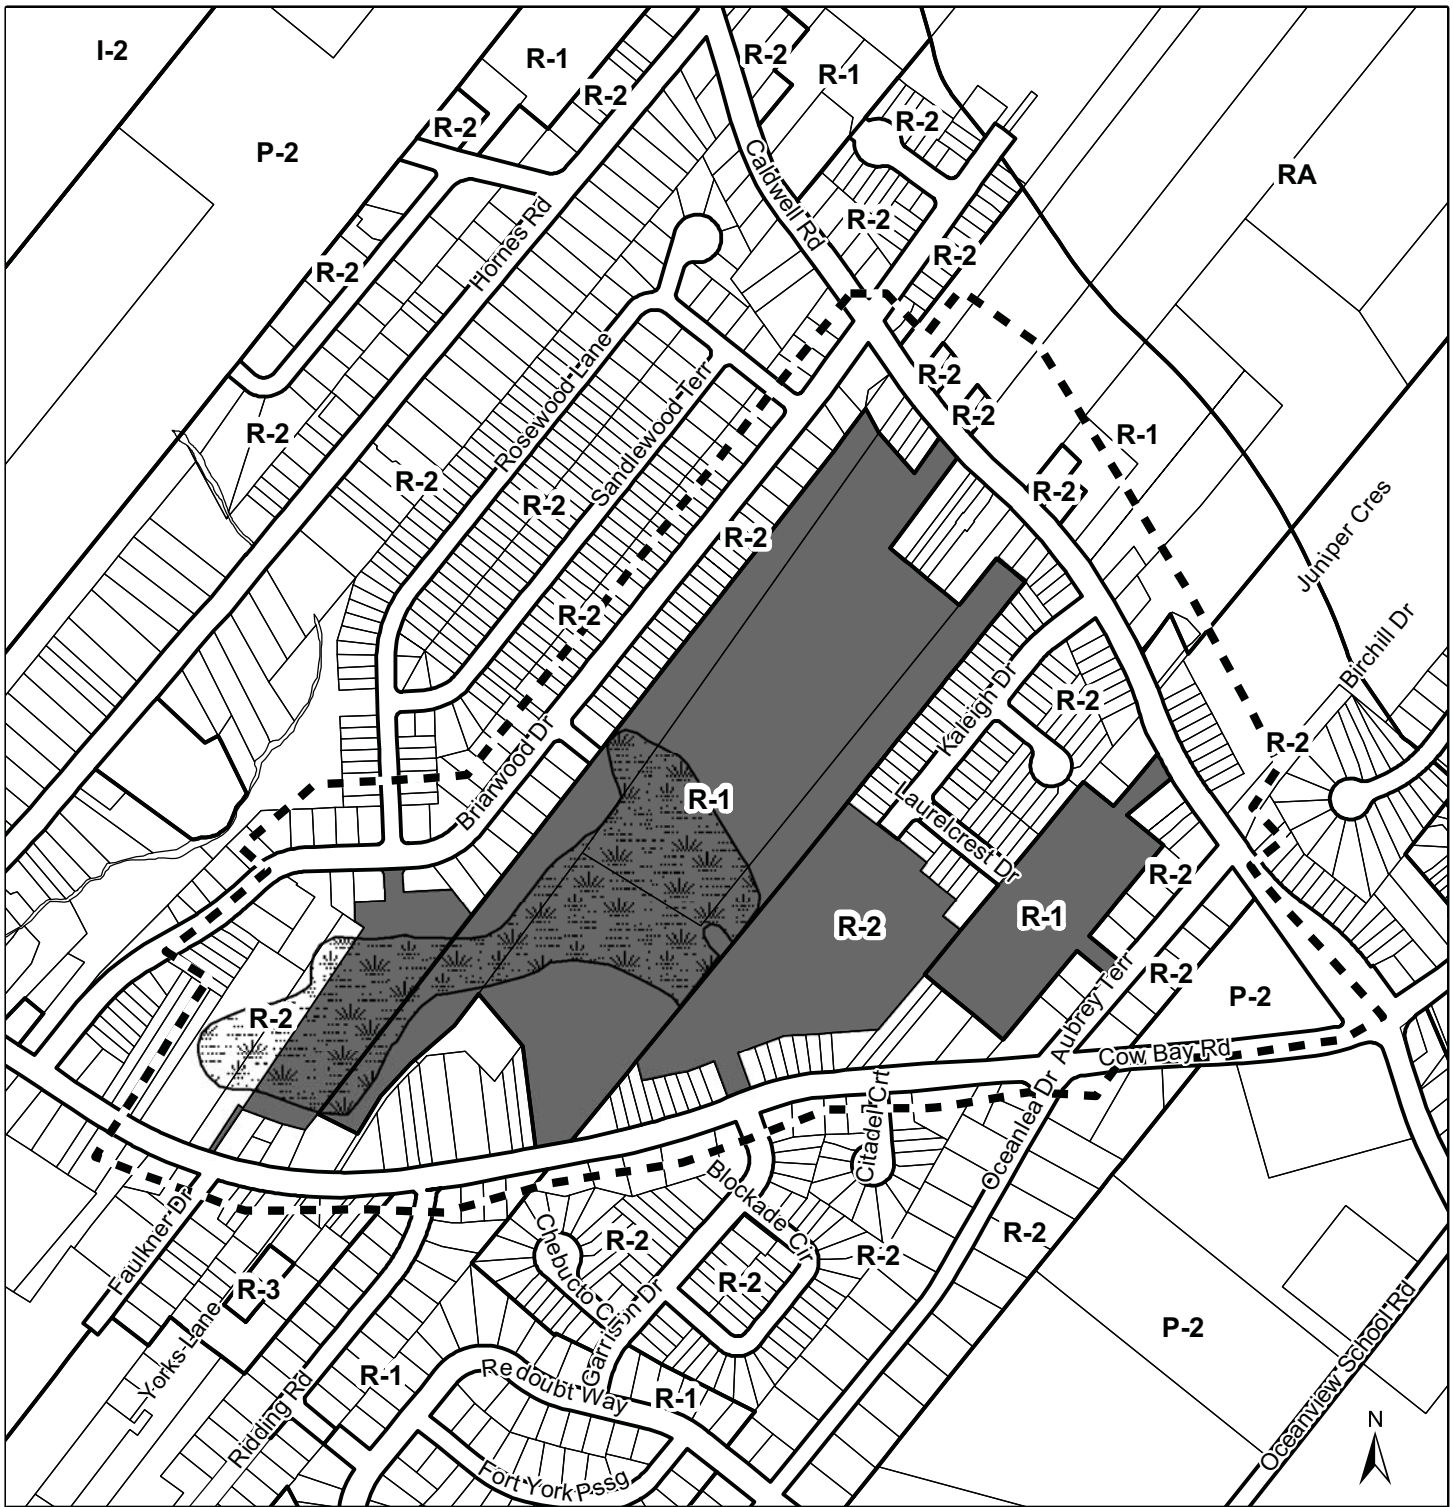 I-2
R-1
R-2
R-1
R-2
R-2
R-2
P-2
RA
Caldwell Rd
R-2
Hornes Rd
R-2
R-2
R-2
R-2
R-2
R-1
Rosewood Lane
Sandlewood Terr
R-2
R-2
R-2
R-2
R-2
Juniper Cres
R-2
Birchill Dr
Kaleigh Dr
R-2
Briarwood Dr
R-2
R-1
Laurelcrest Dr
R-2
R-1
R-2
R-2
Aubrey Terr
P-2
R-2
Cow Bay Rd
Citadel Crt
Oceanlea Dr
Blockade Cir
Faulkner Dr
Chebucto Cl
R-2
R-2
R-2
R-2
R-3
Garrison Dr
Yorks Lane
P-2
Oceanview School Rd
R-1
Redoubt Way
R-1
Ridding Rd
Fort York Pssg
N